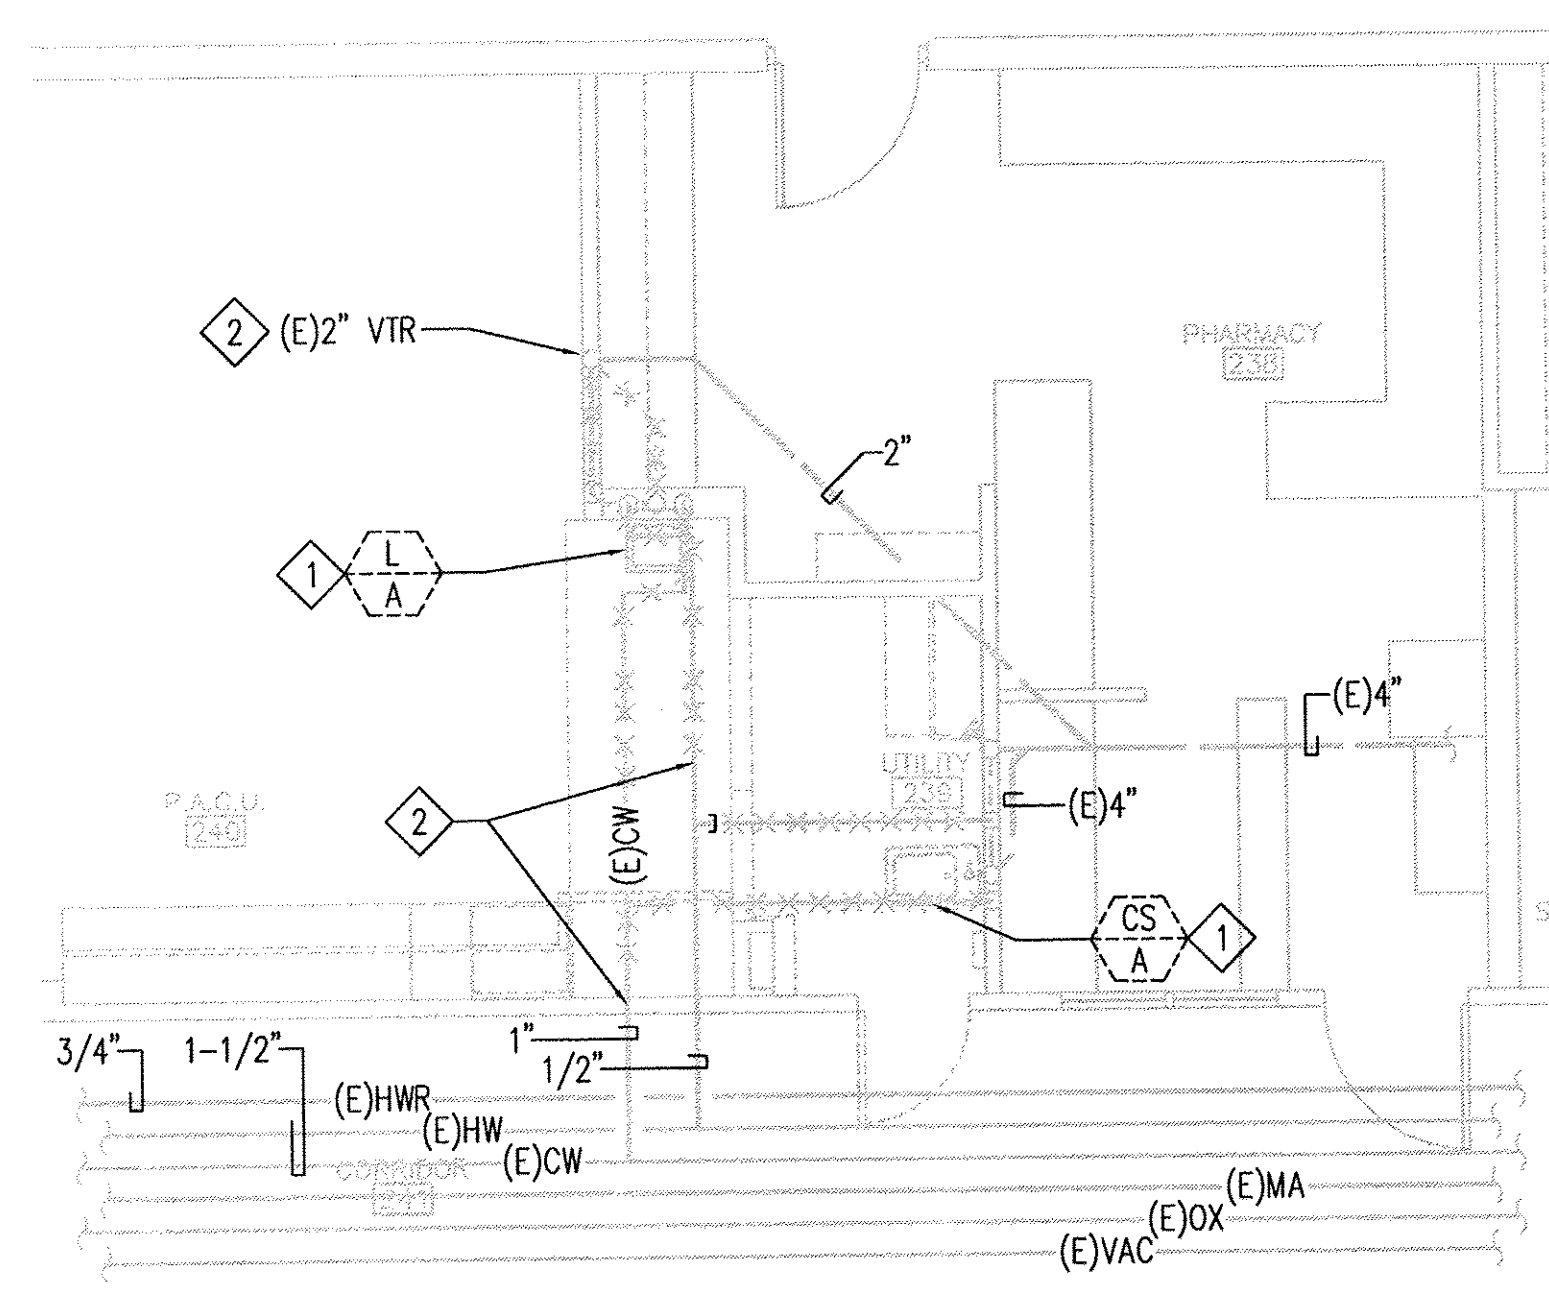 PHARMACY
238
2 (E)2" VTR
2"
1
L
A
(E)4"
UTILITY
239
(E)4"
P.A.C.U.
240
2
(E)CW
CS
A
1
3/4"
1-1/2"
1"
1/2"
(E)HWR
(E)HW
(E)CW
CORRIDOR
(E)MA
(E)OX
(E)VAC
S